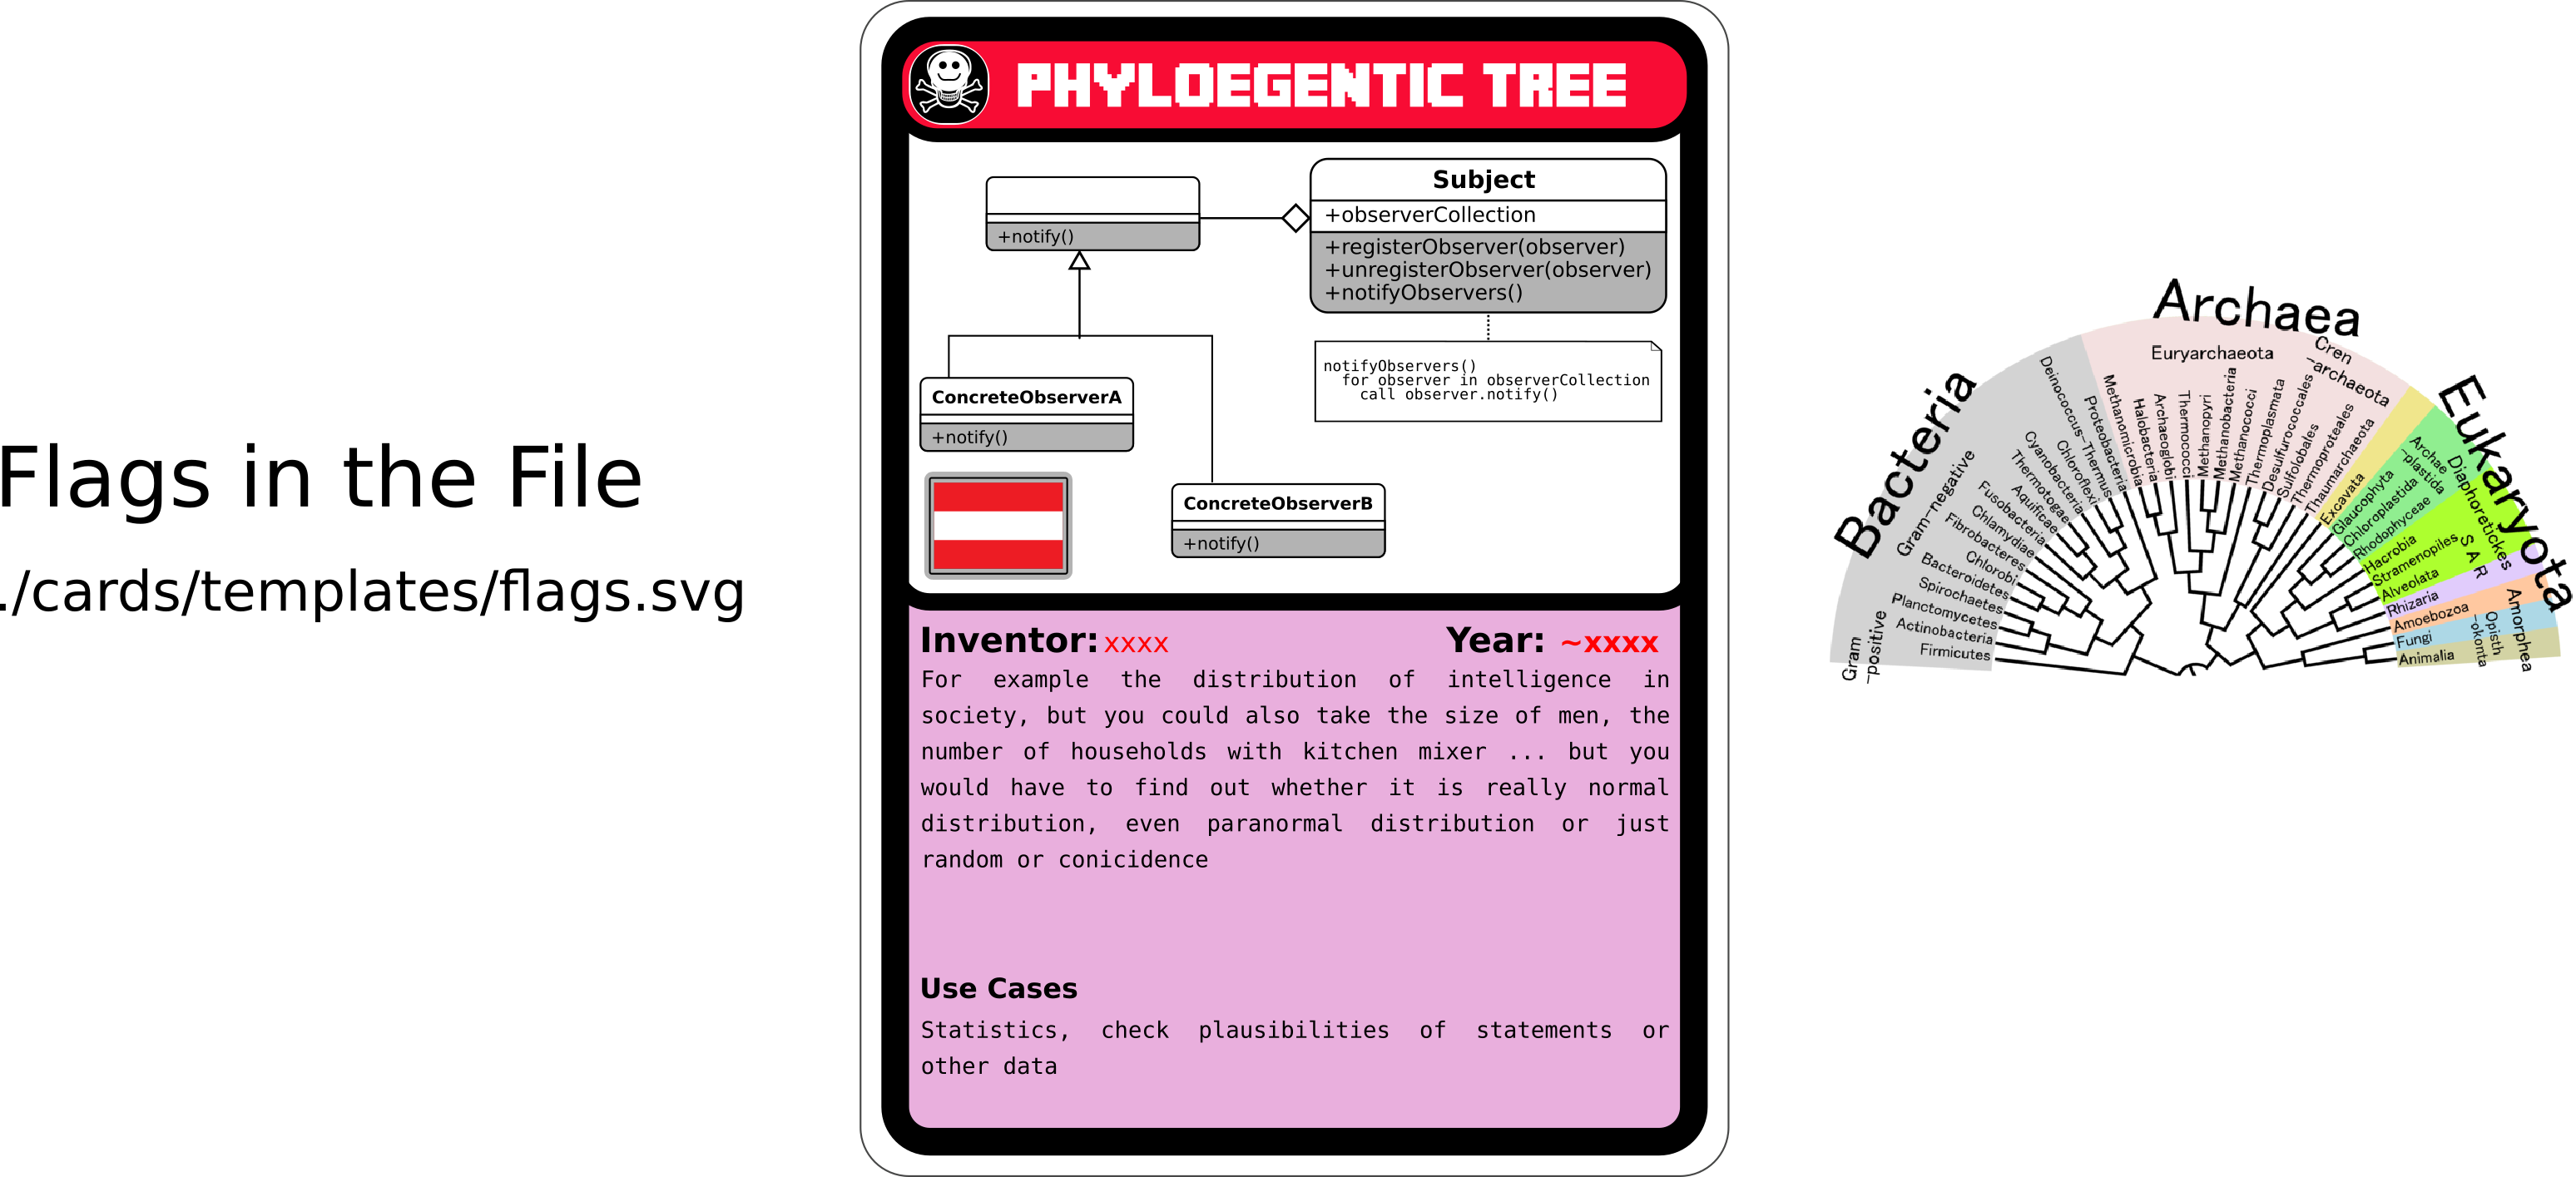 Flags in the File
./cards/templates/flags.svg
PHYLOEGENTIC TREE
+notify()
Subject
+observerCollection
+registerObserver(observer)
+unregisterObserver(observer)
+notifyObservers()
notifyObservers()
for observer in observerCollection
call observer.notify()
ConcreteObserverA
+notify()
ConcreteObserverB
+notify()
Inventor: xxxx
Year: ~xxxx
For example the distribution of intelligence in
society, but you could also take the size of men, the
number of households with kitchen mixer ... but you
would have to find out whether it is really normal
distribution, even paranormal distribution or just
random or conicidence
Use Cases
Statistics, check plausibilities of statements or
other data
Bacteria
Gram
-positive
Gram-negative
Firmicutes
Actinobacteria
Planctomycetes
Spirochaetes
Bacteroidetes
Chlorobi
Fibrobacteres
Chlamydiae
Fusobacteria
Aquificae
Thermotogae
Cyanobacteria
Chloroflexi
Deinococcus-Thermus
Proteobacteria
Archaea
Euryarchaeota
Cren
-archaeota
Methanomicrobia
Halobacteria
Archaeoglobi
Thermococci
Methanopyri
Methanobacteria
Methanococci
Thermoplasmata
Desulfurococcales
Sulfolobales
Thermoproteales
Thaumarchaeota
Eukaryota
Excavata
Archae
-plastida
Diaphoretickes
Glaucophyta
Chloroplastida
Rhodophyceae
Hacrobia
Stramenopiles
S A R
Alveolata
Rhizaria
Amoebozoa
Amorphea
Opisth
-okonta
Fungi
Animalia